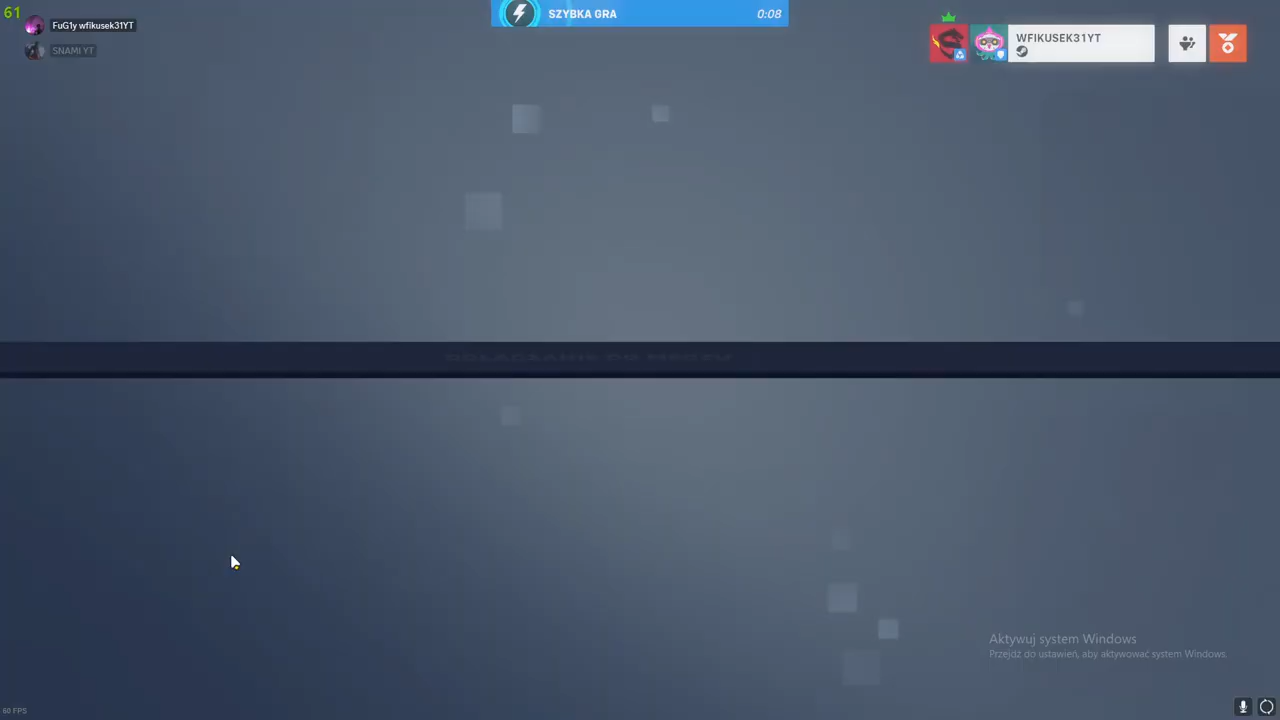 61
FuG1y wfikusek31YT
SNAMI YT
SZYBKA GRA
0:08
WFIKUSEK31YT
Aktywuj system Windows
Przejdź do ustawień, aby aktywować system Windows.
60 FPS